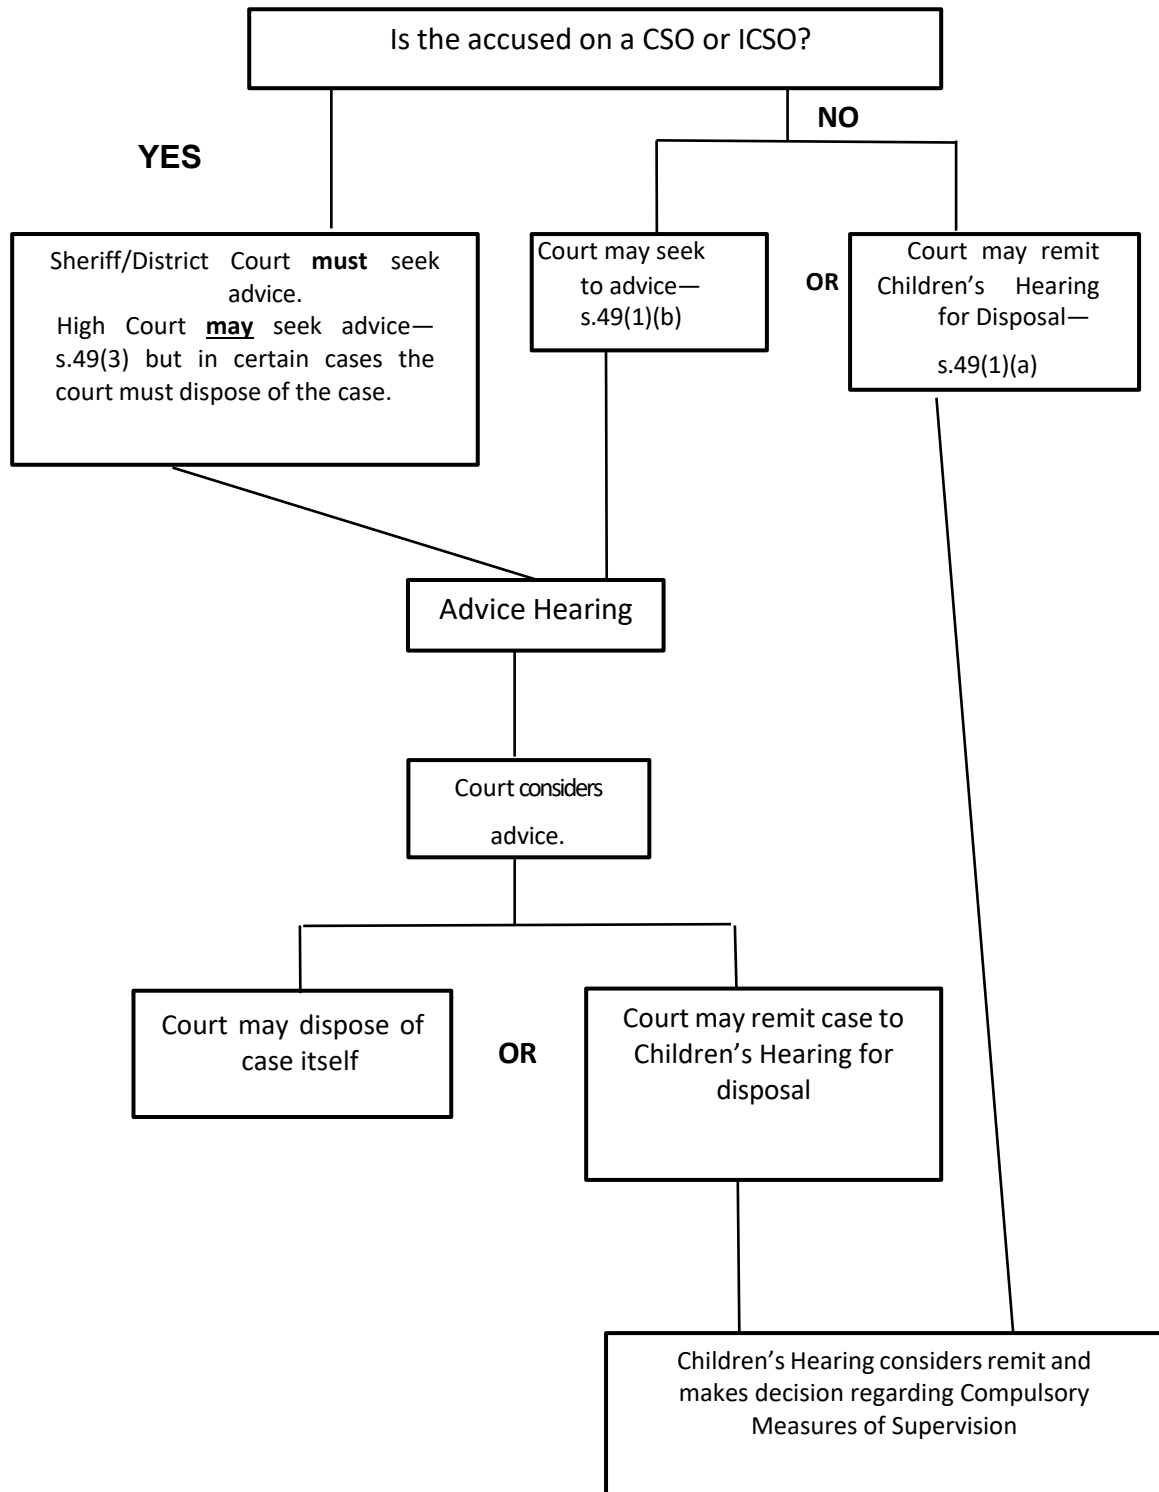 Is the accused on a CSO or ICSO?
NO
YES
Sheriff/District Court must seek
advice.
High Court may seek advice—
s.49(3) but in certain cases the
court must dispose of the case.
Court may seek
to advice—
s.49(1)(b)
OR
Court may remit
Children’s Hearing
for Disposal—
s.49(1)(a)
Advice Hearing
Court considers
advice.
Court may dispose of
case itself
OR
Court may remit case to
Children’s Hearing for
disposal
Children’s Hearing considers remit and
makes decision regarding Compulsory
Measures of Supervision